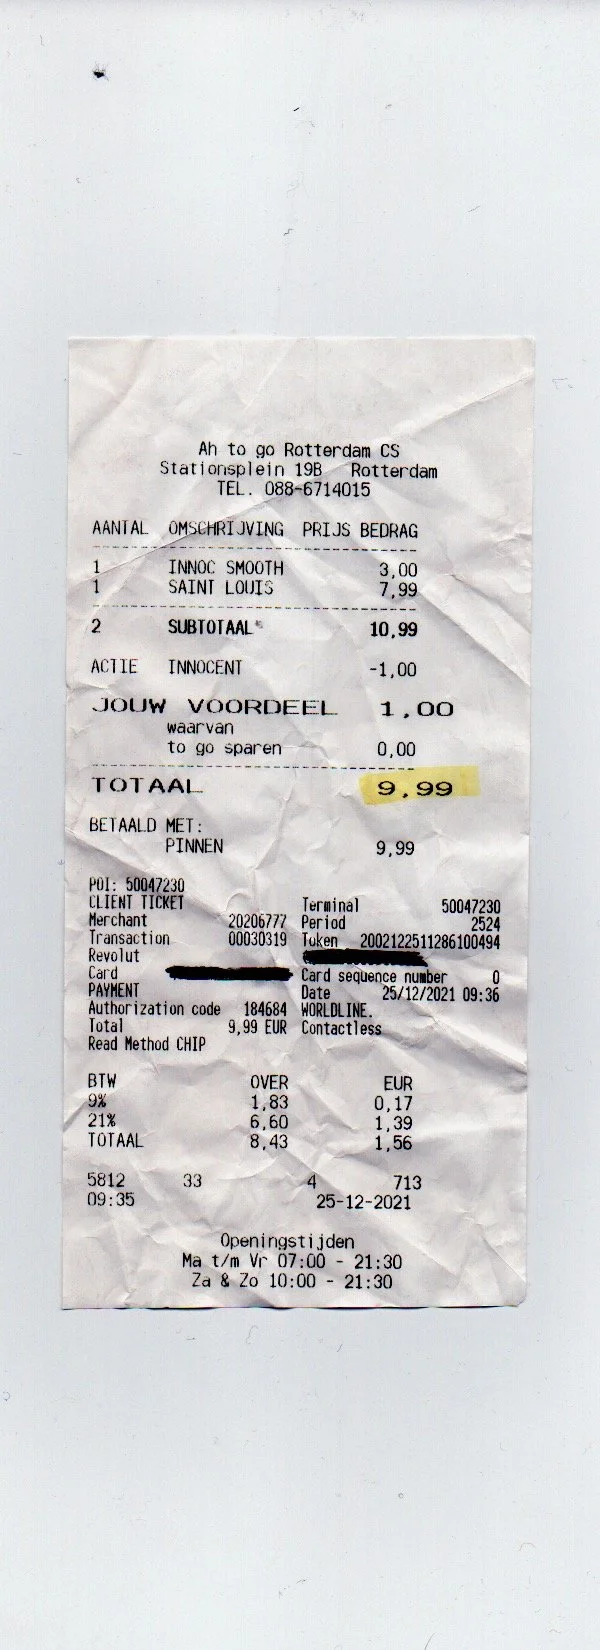 Ah to go Rotterdam CS
Stationsplein 19B Rotterdam
TEL. 088-6714015
AANTAL OMSCHRIJVING PRIJS BEDRAG
1 INNOC SMOOTH 3,00
1 SAINT LOUIS 7,99
2 SUBTOTAAL 10,99
ACTIE INNOCENT -1,00
JOUW VOORDEEL 1,00
waarvan
to go sparen 0,00
TOTAAL 9,99
BETAALD MET:
PINNEN 9,99
POI: 50047230
CLIENT TICKET Terminal 50047230
Merchant 20206777 Period 2524
Transaction 00030319 Token 2002122511286100494
Revolut
Card Card sequence number 0
PAYMENT Date 25/12/2021 09:36
Authorization code 184684 WORLDLINE.
Total 9,99 EUR Contactless
Read Method CHIP
BTW OVER EUR
9% 1,83 0,17
21% 6,60 1,39
TOTAAL 8,43 1,56
5812 33 4 713
09:35 25-12-2021
Openingstijden
Ma t/m Vr 07:00 - 21:30
Za & Zo 10:00 - 21:30